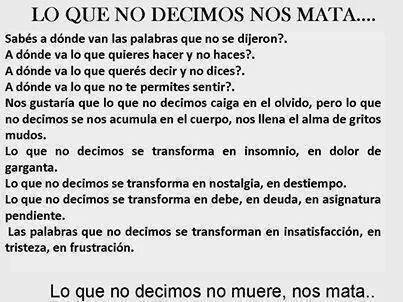 LO QUE NO DECIMOS NOS MATA....
Sabés a dónde van las palabras que no se dijeron?.
A dónde va lo que quieres hacer y no haces?.
A dónde va lo que querés decir y no dices?.
A dónde va lo que no te permites sentir?.
Nos gustaría que lo que no decimos caiga en el olvido, pero lo que
no decimos se nos acumula en el cuerpo, nos llena el alma de gritos
mudos.
Lo que no decimos se transforma en insomnio, en dolor de
garganta.
Lo que no decimos se transforma en nostalgia, en destiempo.
Lo que no decimos se transforma en debe, en deuda, en asignatura
pendiente.
Las palabras que no decimos se transforman en insatisfacción, en
tristeza, en frustración.
Lo que no decimos no muere, nos mata..